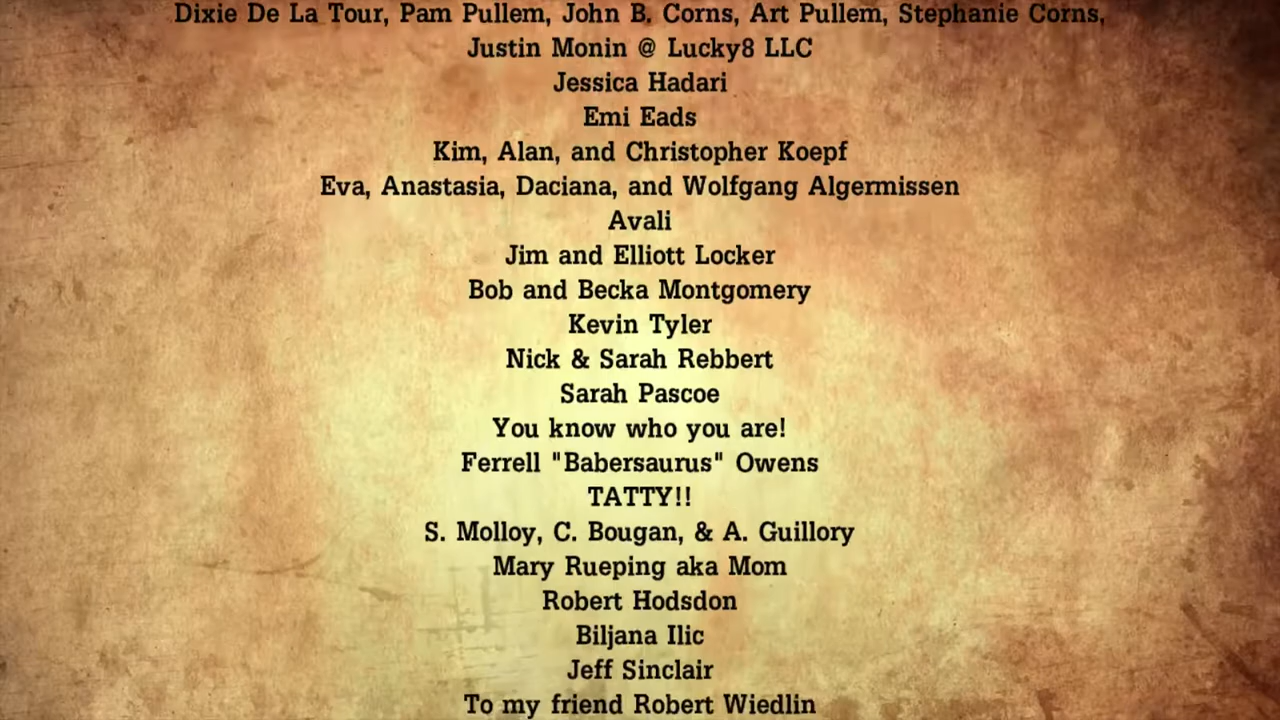 Dixie De La Tour, Pam Pullem, John B. Corns, Art Pullem, Stephanie Corns,
Justin Monin @ Lucky8 LLC
Jessica Hadari
Emi Eads
Kim, Alan, and Christopher Koepf
Eva, Anastasia, Daciana, and Wolfgang Algermissen
Avali
Jim and Elliott Locker
Bob and Becka Montgomery
Kevin Tyler
Nick & Sarah Rebbert
Sarah Pascoe
You know who you are!
Ferrell "Babersaurus" Owens
TATTY!!
S. Molloy, C. Bougan, & A. Guillory
Mary Rueping aka Mom
Robert Hodsdon
Biljana Ilic
Jeff Sinclair
To my friend Robert Wiedlin